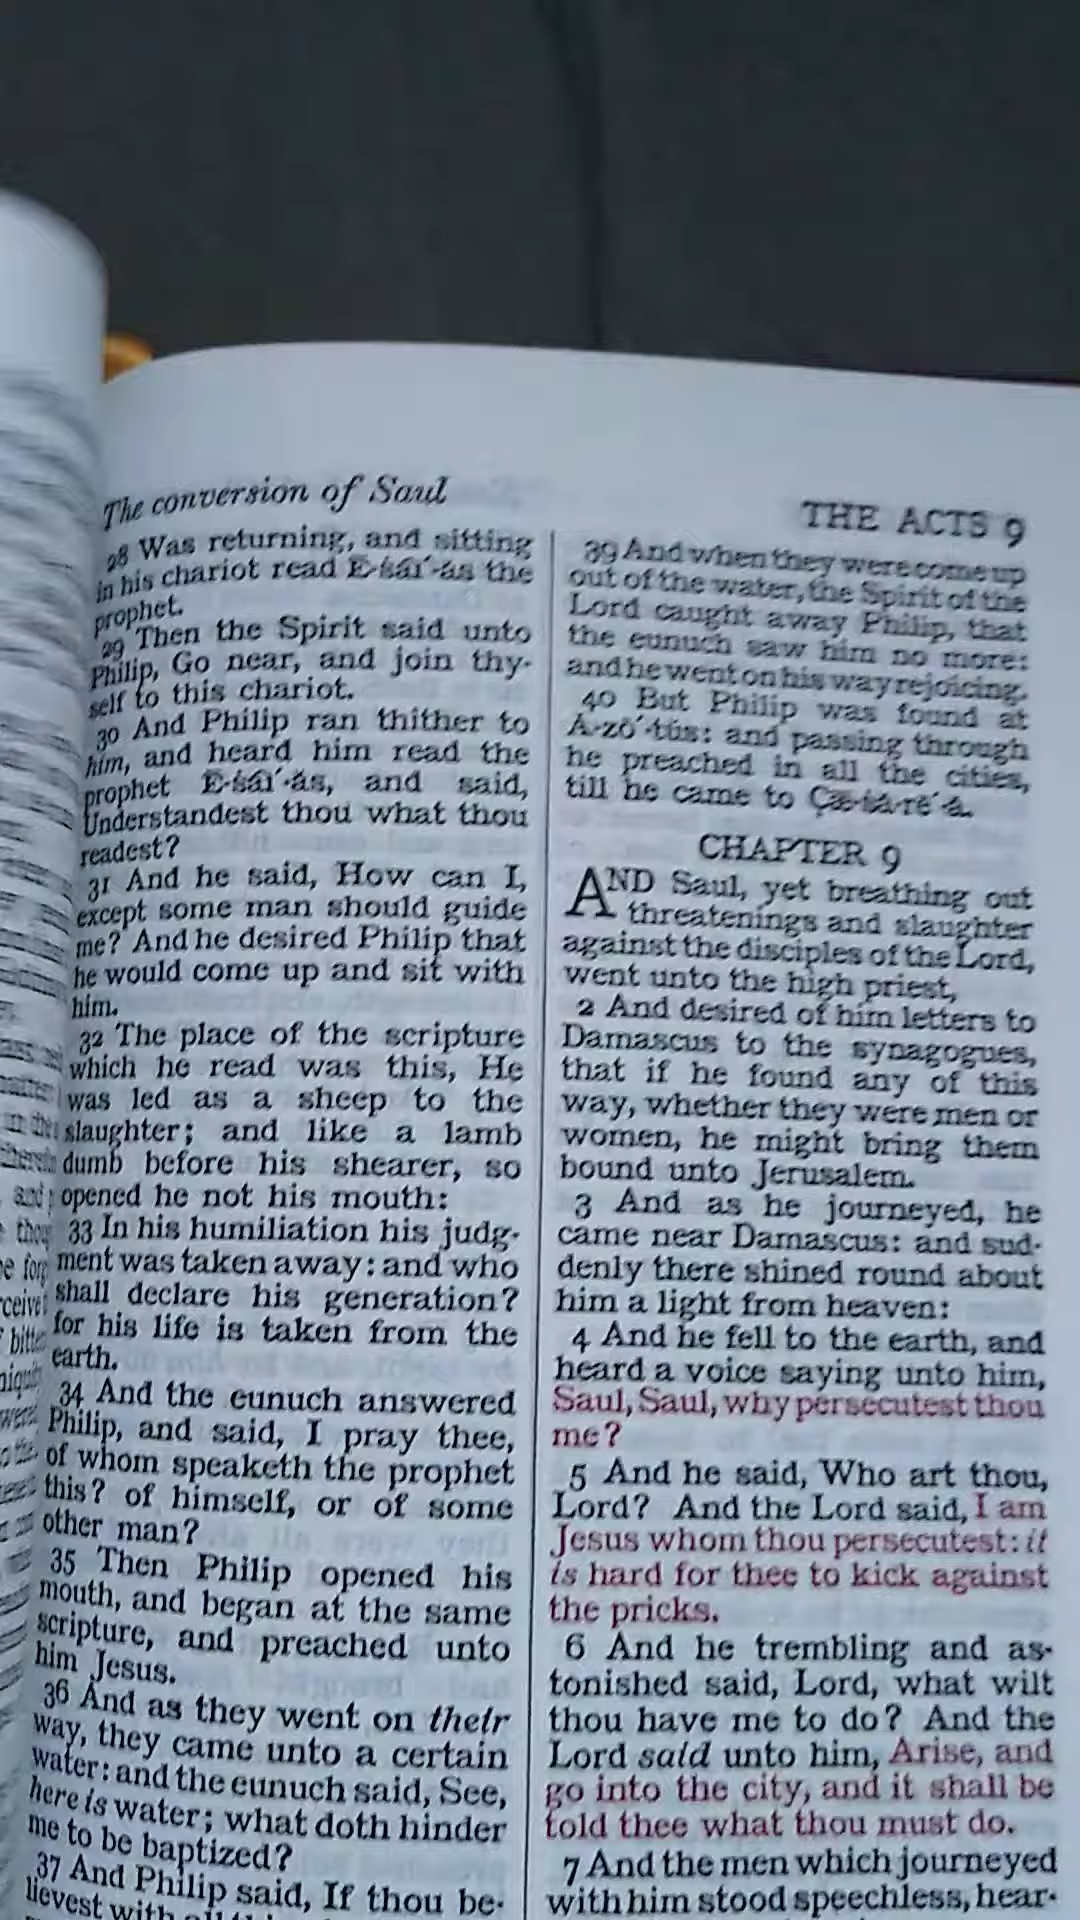 The conversion of Saul
THE ACTS 9
28 Was returning, and sitting
in his chariot read E-śāi´-as the
prophet.
29 Then the Spirit said unto
Philip, Go near, and join thy-
self to this chariot.
30 And Philip ran thither to
him, and heard him read the
prophet E-śāi´-as, and said,
Understandest thou what thou
readest?
31 And he said, How can I,
except some man should guide
me? And he desired Philip that
he would come up and sit with
him.
32 The place of the scripture
which he read was this, He
was led as a sheep to the
slaughter; and like a lamb
dumb before his shearer, so
opened he not his mouth:
33 In his humiliation his judg-
ment was taken away: and who
shall declare his generation?
for his life is taken from the
earth.
34 And the eunuch answered
Philip, and said, I pray thee,
of whom speaketh the prophet
this? of himself, or of some
other man?
35 Then Philip opened his
mouth, and began at the same
scripture, and preached unto
him Jesus.
36 And as they went on their
way, they came unto a certain
water: and the eunuch said, See,
here is water; what doth hinder
me to be baptized?
37 And Philip said, If thou be-
lievest with all
39 And when they were come up
out of the water, the Spirit of the
Lord caught away Philip, that
the eunuch saw him no more:
and he went on his way rejoicing.
40 But Philip was found at
A-zō´-tus: and passing through
he preached in all the cities,
till he came to Çæ-śa-rē´-a.
CHAPTER 9
AND Saul, yet breathing out
threatenings and slaughter
against the disciples of the Lord,
went unto the high priest,
2 And desired of him letters to
Damascus to the synagogues,
that if he found any of this
way, whether they were men or
women, he might bring them
bound unto Jerusalem.
3 And as he journeyed, he
came near Damascus: and sud-
denly there shined round about
him a light from heaven:
4 And he fell to the earth, and
heard a voice saying unto him,
Saul, Saul, why persecutest thou
me?
5 And he said, Who art thou,
Lord? And the Lord said, I am
Jesus whom thou persecutest: it
is hard for thee to kick against
the pricks.
6 And he trembling and as-
tonished said, Lord, what wilt
thou have me to do? And the
Lord said unto him, Arise, and
go into the city, and it shall be
told thee what thou must do.
7 And the men which journeyed
with him stood speechless, hear-